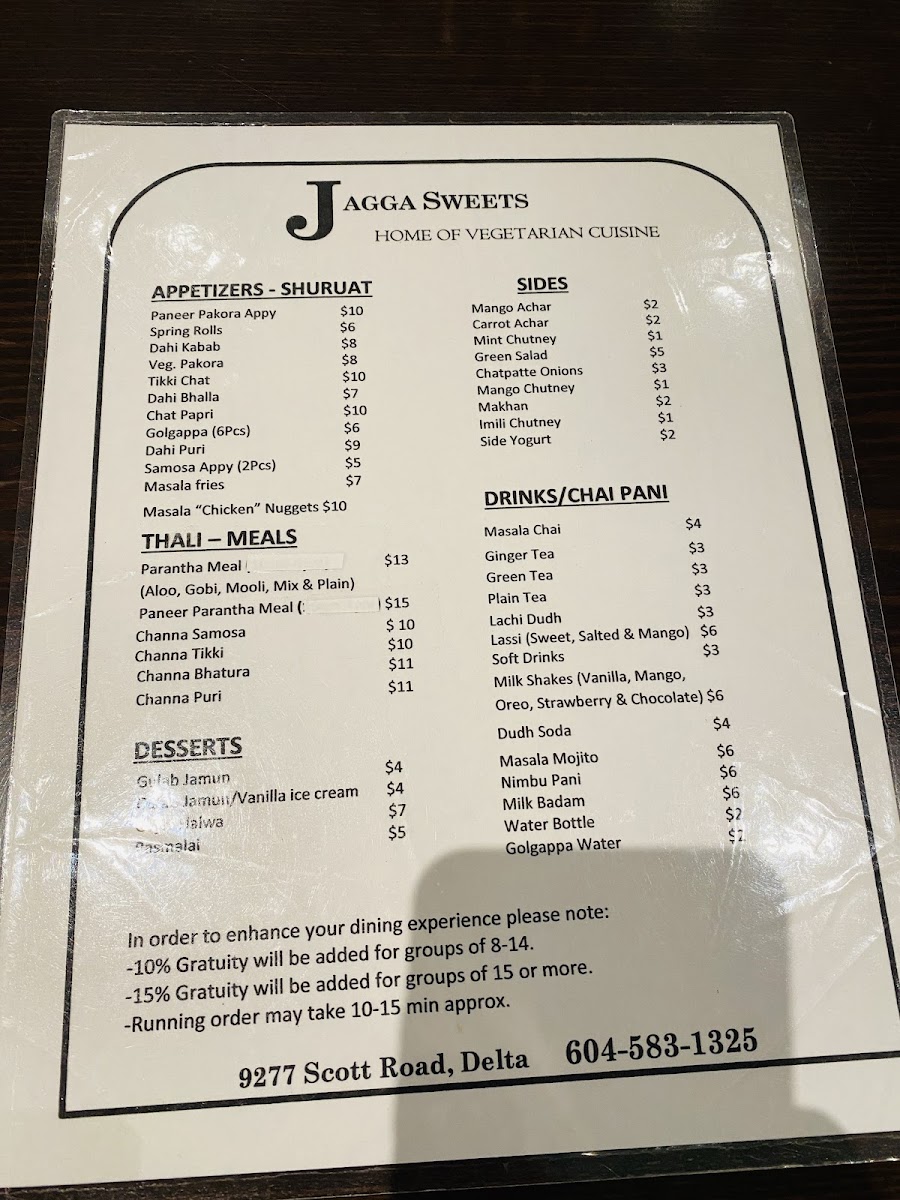 JAGGA SWEETS
HOME OF VEGETARIAN CUISINE
APPETIZERS - SHURUAT
Paneer Pakora Appy $10
Spring Rolls $6
Dahi Kabab $8
Veg. Pakora $8
Tikki Chat $10
Dahi Bhalla $7
Chat Papri $10
Golgappa (6Pcs) $6
Dahi Puri $9
Samosa Appy (2Pcs) $5
Masala fries $7
Masala “Chicken” Nuggets $10
THALI – MEALS
Parantha Meal $13
(Aloo, Gobi, Mooli, Mix & Plain)
Paneer Parantha Meal ( ) $15
Channa Samosa $ 10
Channa Tikki $10
Channa Bhatura $11
Channa Puri $11
DESSERTS
Gulab Jamun $4
Jamun/Vanilla ice cream $4
$7
Rasmalai $5
SIDES
Mango Achar $2
Carrot Achar $2
Mint Chutney $1
Green Salad $5
Chatpatte Onions $3
Mango Chutney $1
Makhan $2
Imili Chutney $1
Side Yogurt $2
DRINKS/CHAI PANI
Masala Chai $4
Ginger Tea $3
Green Tea $3
Plain Tea $3
Lachi Dudh $3
Lassi (Sweet, Salted & Mango) $6
Soft Drinks $3
Milk Shakes (Vanilla, Mango,
Oreo, Strawberry & Chocolate) $6
Dudh Soda $4
Masala Mojito $6
Nimbu Pani $6
Milk Badam $6
Water Bottle $2
Golgappa Water $2
In order to enhance your dining experience please note:
-10% Gratuity will be added for groups of 8-14.
-15% Gratuity will be added for groups of 15 or more.
-Running order may take 10-15 min approx.
9277 Scott Road, Delta 604-583-1325